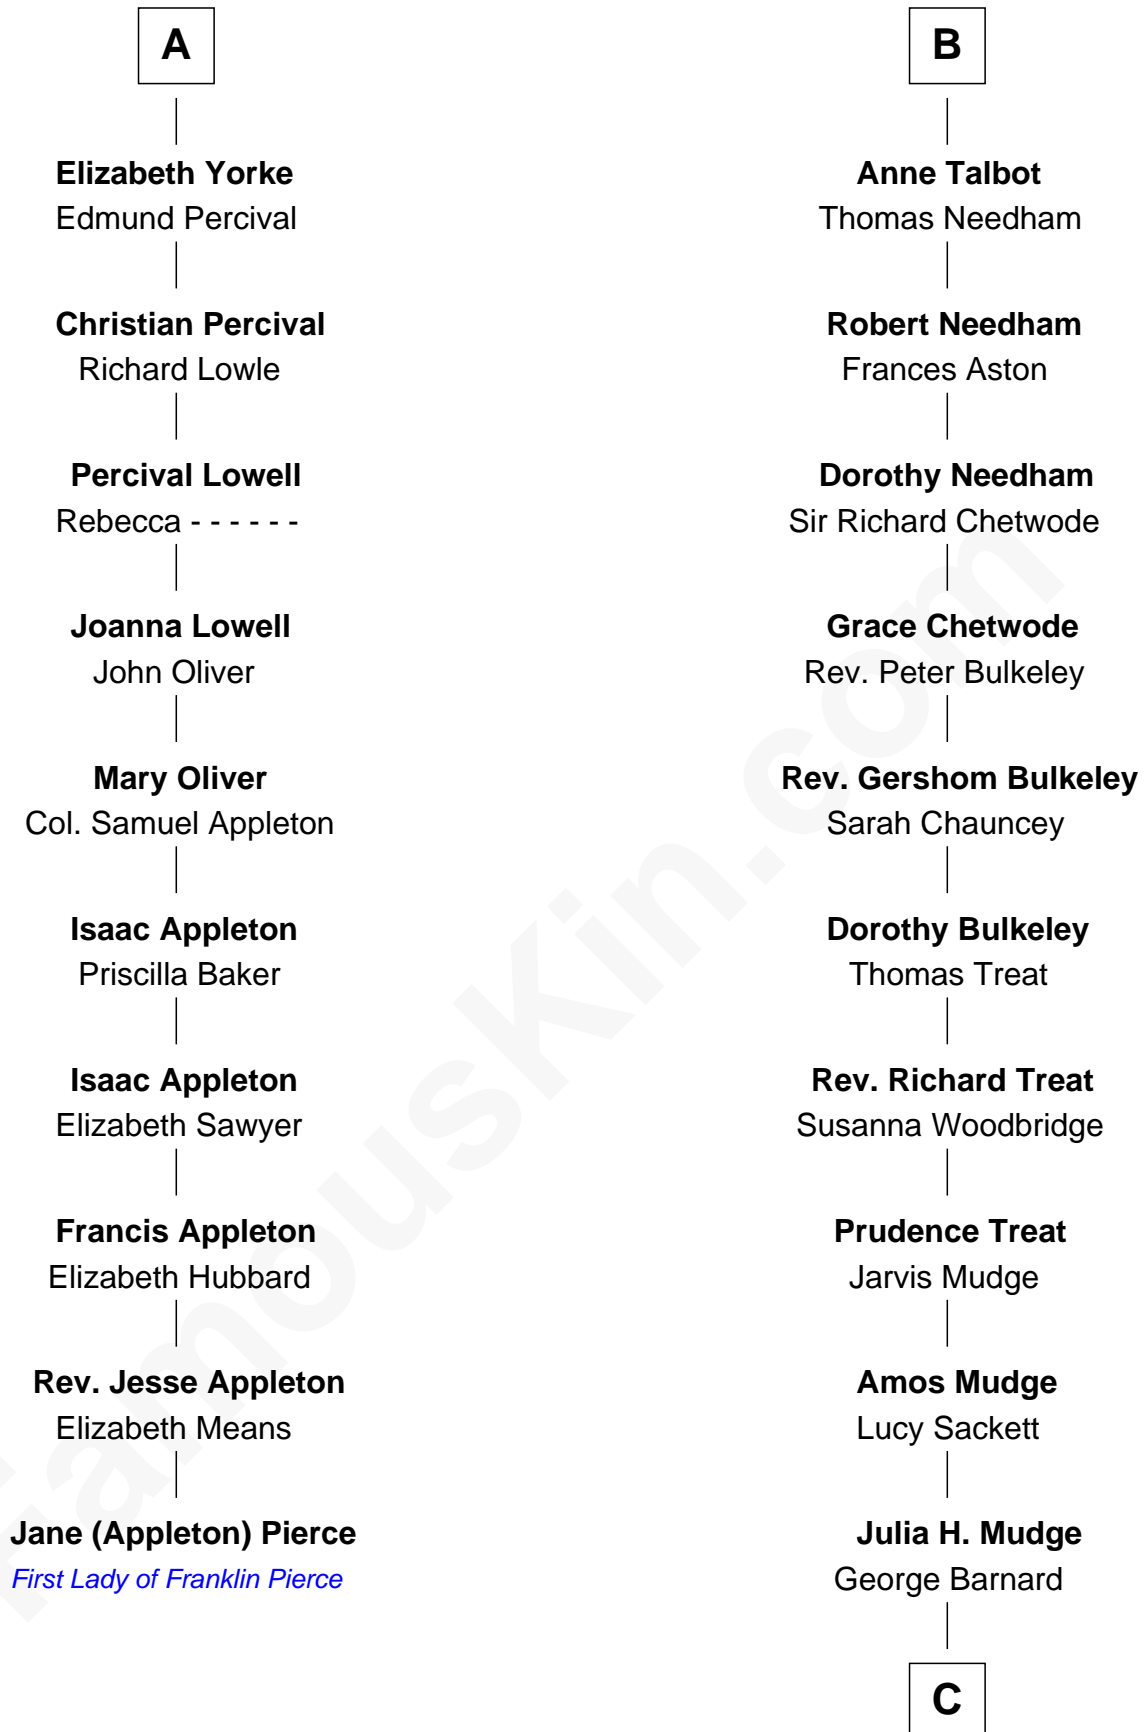 A
Elizabeth Yorke
Edmund Percival
Christian Percival
Richard Lowle
Percival Lowell
Rebecca - - - - - -
Joanna Lowell
John Oliver
Mary Oliver
Col. Samuel Appleton
Isaac Appleton
Priscilla Baker
Isaac Appleton
Elizabeth Sawyer
Francis Appleton
Elizabeth Hubbard
Rev. Jesse Appleton
Elizabeth Means
Jane (Appleton) Pierce
First Lady of Franklin Pierce
B
Anne Talbot
Thomas Needham
Robert Needham
Frances Aston
Dorothy Needham
Sir Richard Chetwode
Grace Chetwode
Rev. Peter Bulkeley
Rev. Gershom Bulkeley
Sarah Chauncey
Dorothy Bulkeley
Thomas Treat
Rev. Richard Treat
Susanna Woodbridge
Prudence Treat
Jarvis Mudge
Amos Mudge
Lucy Sackett
Julia H. Mudge
George Barnard
C
FamousKin.com